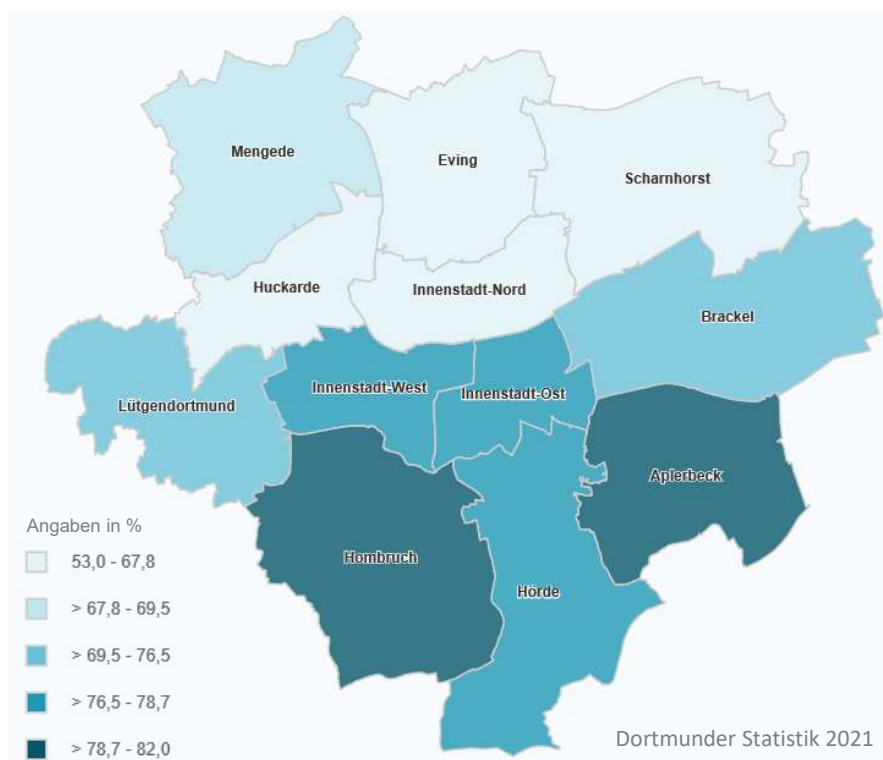 Mengede
Eving
Scharnhorst
Huckarde
Innenstadt-Nord
Brackel
Innenstadt-West
Innenstadt-Ost
Lütgendortmund
Aplerbeck
Hombruch
Hörde
Angaben in %
53,0 - 67,8
> 67,8 - 69,5
> 69,5 - 76,5
> 76,5 - 78,7
> 78,7 - 82,0
Dortmunder Statistik 2021